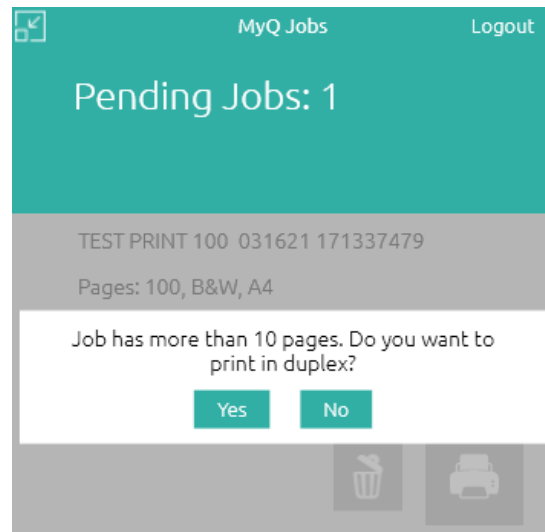 MyQ Jobs Logout
Pending Jobs: 1
TEST PRINT 100 031621 171337479
Pages: 100, B&W, A4
Job has more than 10 pages. Do you want to
print in duplex?
Yes No